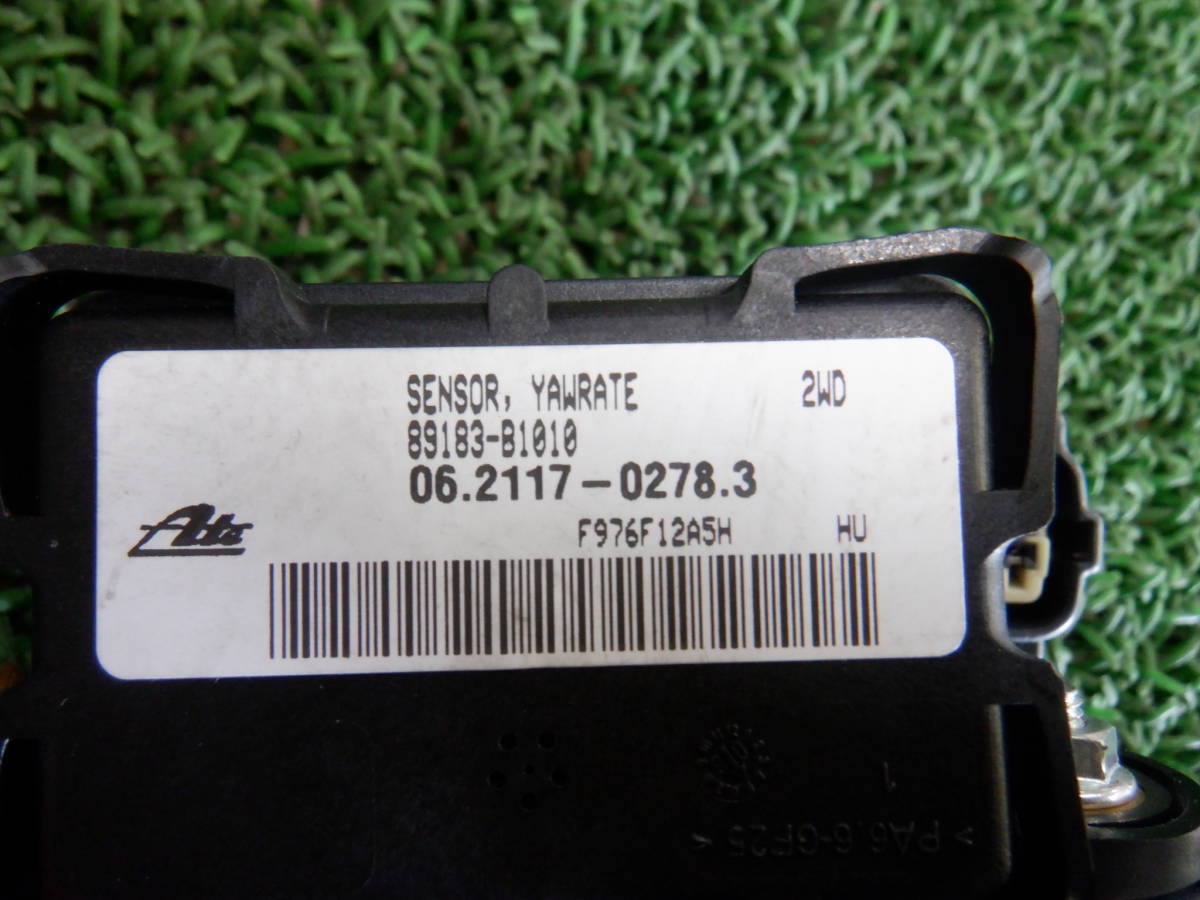 SENSOR, YAWRATE 2WD
89183-B1010
06.2117-0278.3
Ate
F976F12A5H HU
1
>PA6.6-GF25<